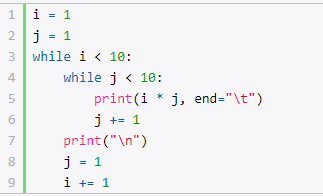 1 i = 1
2 j = 1
3 while i < 10:
4     while j < 10:
5         print(i * j, end="\t")
6         j += 1
7     print("\n")
8     j = 1
9     i += 1